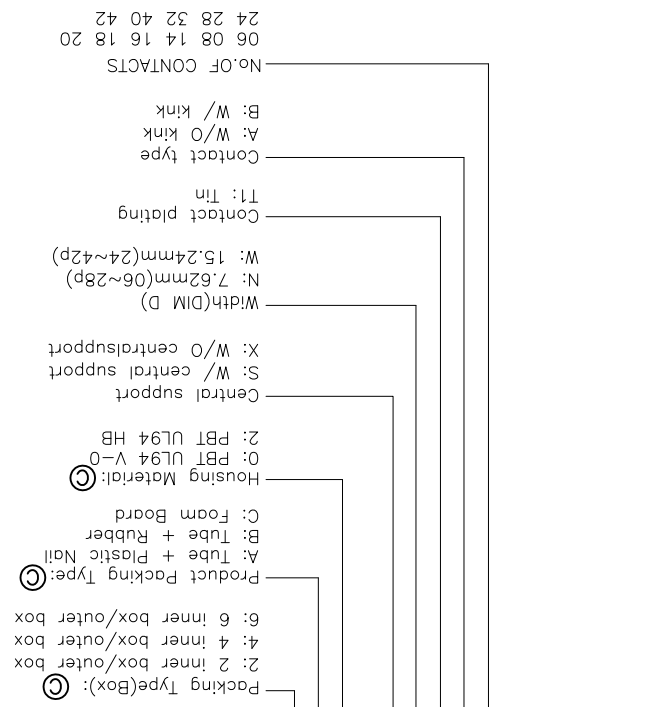 Packing Type(Box): Ⓒ
2: 2 inner box/outer box
4: 4 inner box/outer box
6: 6 inner box/outer box
Product Packing Type:Ⓒ
A: Tube + Plastic Nail
B: Tube + Rubber
C: Foam Board
Housing Material:Ⓒ
0: PBT UL94 V-0
2: PBT UL94 HB
Central support
S: W/ central support
X: W/O centralsupport
Width(DIM D)
N: 7.62mm(06~28p)
W: 15.24mm(24~42p)
Contact plating
T1: Tin
Contact type
A: W/O kink
B: W/ kink
No.OF CONTACTS
06 08 14 16 18 20
24 28 32 40 42